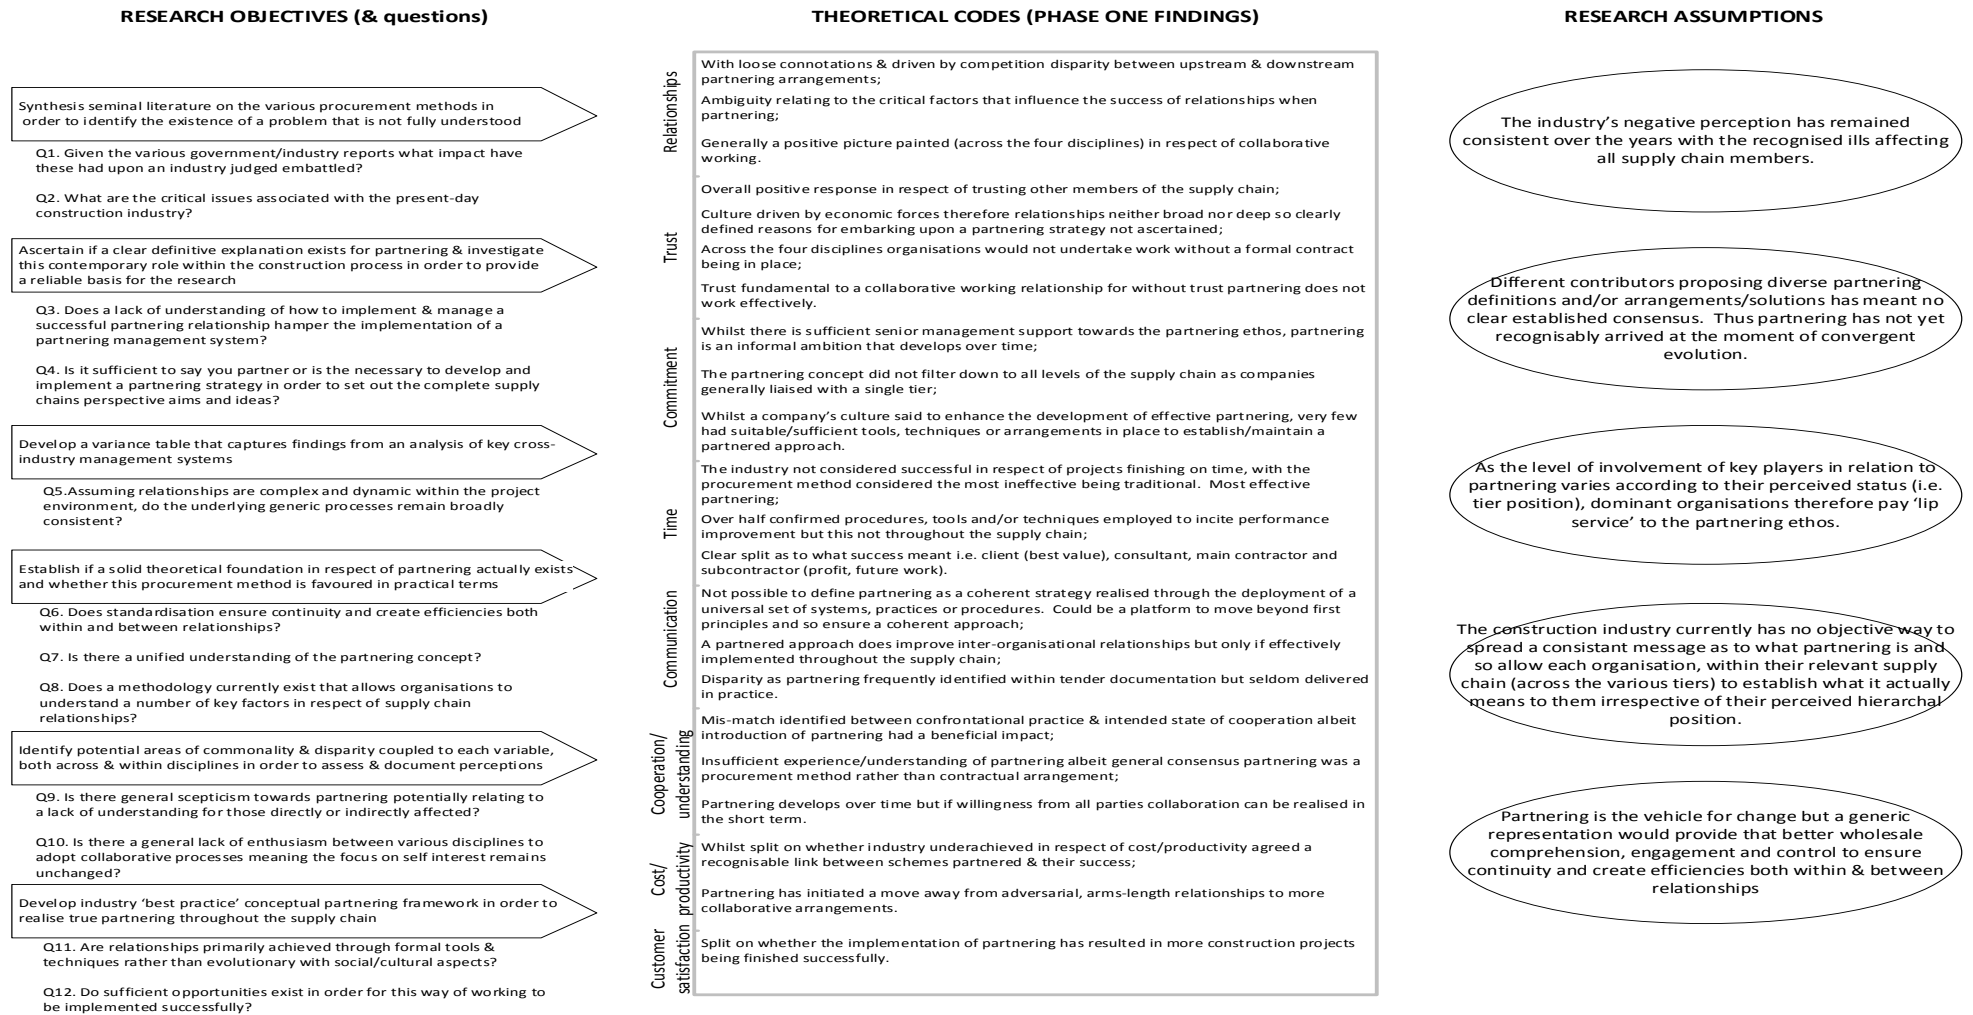 RESEARCH OBJECTIVES (& questions)
Synthesis seminal literature on the various procurement methods in
order to identify the existence of a problem that is not fully understood
Q1. Given the various government/industry reports what impact have
these had upon an industry judged embattled?
Q2. What are the critical issues associated with the present-day
construction industry?
Ascertain if a clear definitive explanation exists for partnering & investigate
this contemporary role within the construction process in order to provide
a reliable basis for the research
Q3. Does a lack of understanding of how to implement & manage a
successful partnering relationship hamper the implementation of a
partnering management system?
Q4. Is it sufficient to say you partner or is the necessary to develop and
implement a partnering strategy in order to set out the complete supply
chains perspective aims and ideas?
Develop a variance table that captures findings from an analysis of key cross-
industry management systems
Q5.Assuming relationships are complex and dynamic within the project
environment, do the underlying generic processes remain broadly
consistent?
Establish if a solid theoretical foundation in respect of partnering actually exists
and whether this procurement method is favoured in practical terms
Q6. Does standardisation ensure continuity and create efficiencies both
within and between relationships?
Q7. Is there a unified understanding of the partnering concept?
Q8. Does a methodology currently exist that allows organisations to
understand a number of key factors in respect of supply chain
relationships?
Identify potential areas of commonality & disparity coupled to each variable,
both across & within disciplines in order to assess & document perceptions
Q9. Is there general scepticism towards partnering potentially relating to
a lack of understanding for those directly or indirectly affected?
Q10. Is there a general lack of enthusiasm between various disciplines to
adopt collaborative processes meaning the focus on self interest remains
unchanged?
Develop industry ‘best practice’ conceptual partnering framework in order to
realise true partnering throughout the supply chain
Q11. Are relationships primarily achieved through formal tools &
techniques rather than evolutionary with social/cultural aspects?
Q12. Do sufficient opportunities exist in order for this way of working to
be implemented successfully?
THEORETICAL CODES (PHASE ONE FINDINGS)
Relationships
With loose connotations & driven by competition disparity between upstream & downstream
partnering arrangements;
Ambiguity relating to the critical factors that influence the success of relationships when
partnering;
Generally a positive picture painted (across the four disciplines) in respect of collaborative
working.
Trust
Overall positive response in respect of trusting other members of the supply chain;
Culture driven by economic forces therefore relationships neither broad nor deep so clearly
defined reasons for embarking upon a partnering strategy not ascertained;
Across the four disciplines organisations would not undertake work without a formal contract
being in place;
Trust fundamental to a collaborative working relationship for without trust partnering does not
work effectively.
Commitment
Whilst there is sufficient senior management support towards the partnering ethos, partnering
is an informal ambition that develops over time;
The partnering concept did not filter down to all levels of the supply chain as companies
generally liaised with a single tier;
Whilst a company’s culture said to enhance the development of effective partnering, very few
had suitable/sufficient tools, techniques or arrangements in place to establish/maintain a
partnered approach.
Time
The industry not considered successful in respect of projects finishing on time, with the
procurement method considered the most ineffective being traditional.  Most effective
partnering;
Over half confirmed procedures, tools and/or techniques employed to incite performance
improvement but this not throughout the supply chain;
Clear split as to what success meant i.e. client (best value), consultant, main contractor and
subcontractor (profit, future work).
Communication
Not possible to define partnering as a coherent strategy realised through the deployment of a
universal set of systems, practices or procedures.  Could be a platform to move beyond first
principles and so ensure a coherent approach;
A partnered approach does improve inter-organisational relationships but only if effectively
implemented throughout the supply chain;
Disparity as partnering frequently identified within tender documentation but seldom delivered
in practice.
Cooperation/
understanding
Mis-match identified between confrontational practice & intended state of cooperation albeit
introduction of partnering had a beneficial impact;
Insufficient experience/understanding of partnering albeit general consensus partnering was a
procurement method rather than contractual arrangement;
Partnering develops over time but if willingness from all parties collaboration can be realised in
the short term.
Cost/
productivity
Whilst split on whether industry underachieved in respect of cost/productivity agreed a
recognisable link between schemes partnered & their success;
Partnering has initiated a move away from adversarial, arms-length relationships to more
collaborative arrangements.
Customer
satisfaction
Split on whether the implementation of partnering has resulted in more construction projects
being finished successfully.
RESEARCH ASSUMPTIONS
The industry’s negative perception has remained
consistent over the years with the recognised ills affecting
all supply chain members.
Different contributors proposing diverse partnering
definitions and/or arrangements/solutions has meant no
clear established consensus.  Thus partnering has not yet
recognisably arrived at the moment of convergent
evolution.
As the level of involvement of key players in relation to
partnering varies according to their perceived status (i.e.
tier position), dominant organisations therefore pay ‘lip
service’ to the partnering ethos.
The construction industry currently has no objective way to
spread a consistant message as to what partnering is and
so allow each organisation, within their relevant supply
chain (across the various tiers) to establish what it actually
means to them irrespective of their perceived hierarchal
position.
Partnering is the vehicle for change but a generic
representation would provide that better wholesale
comprehension, engagement and control to ensure
continuity and create efficiencies both within & between
relationships